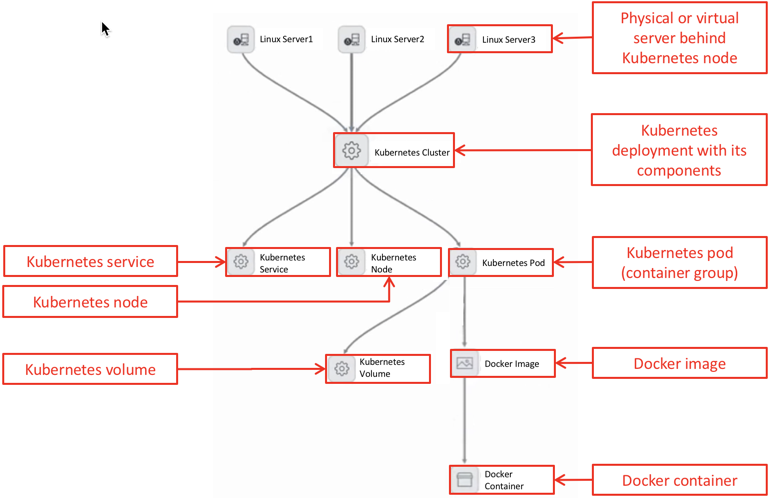 Linux Server1
Linux Server2
Linux Server3
Physical or virtual
server behind
Kubernetes node
Kubernetes Cluster
Kubernetes
deployment with its
components
Kubernetes service
Kubernetes
Service
Kubernetes
Node
Kubernetes Pod
Kubernetes pod
(container group)
Kubernetes node
Kubernetes volume
Kubernetes
Volume
Docker Image
Docker image
Docker
Container
Docker container